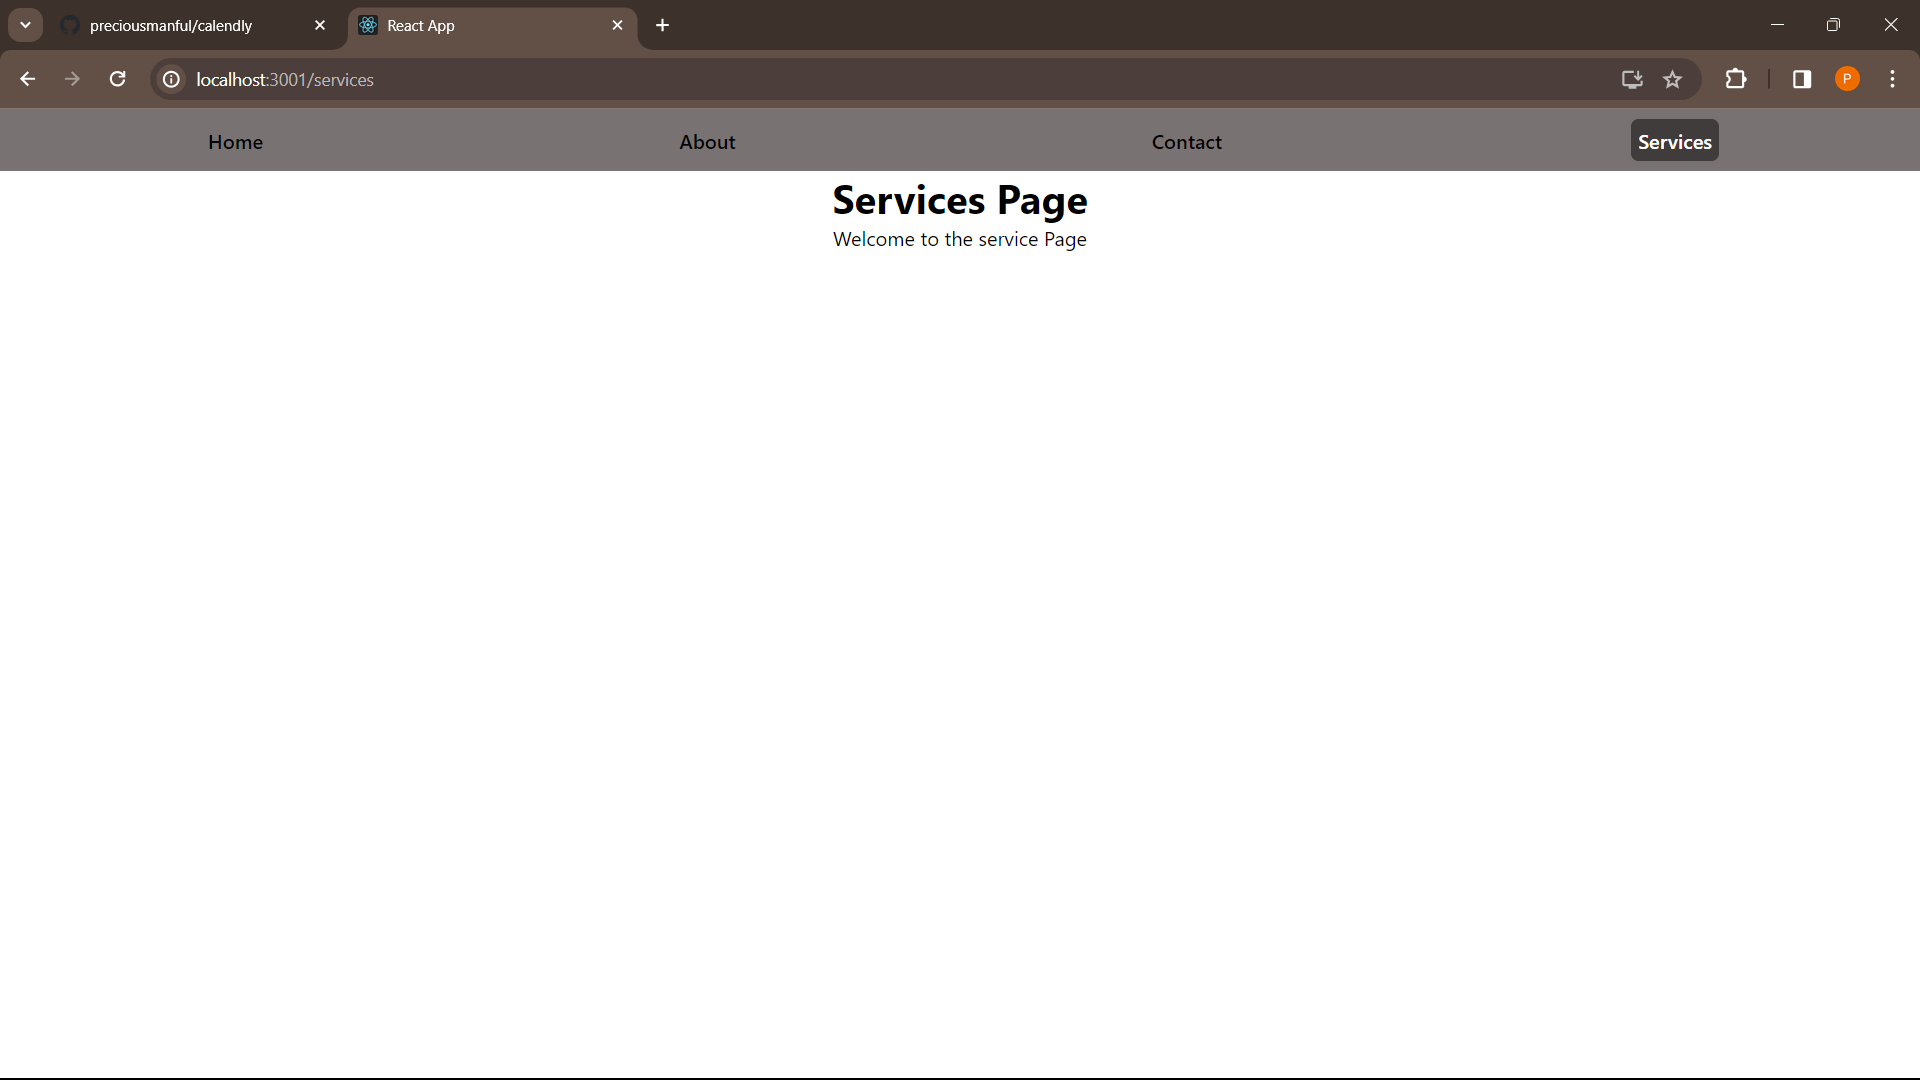 preciousmanful/calendly
React App
localhost:3001/services
P
Home About Contact Services
Services Page
Welcome to the service Page